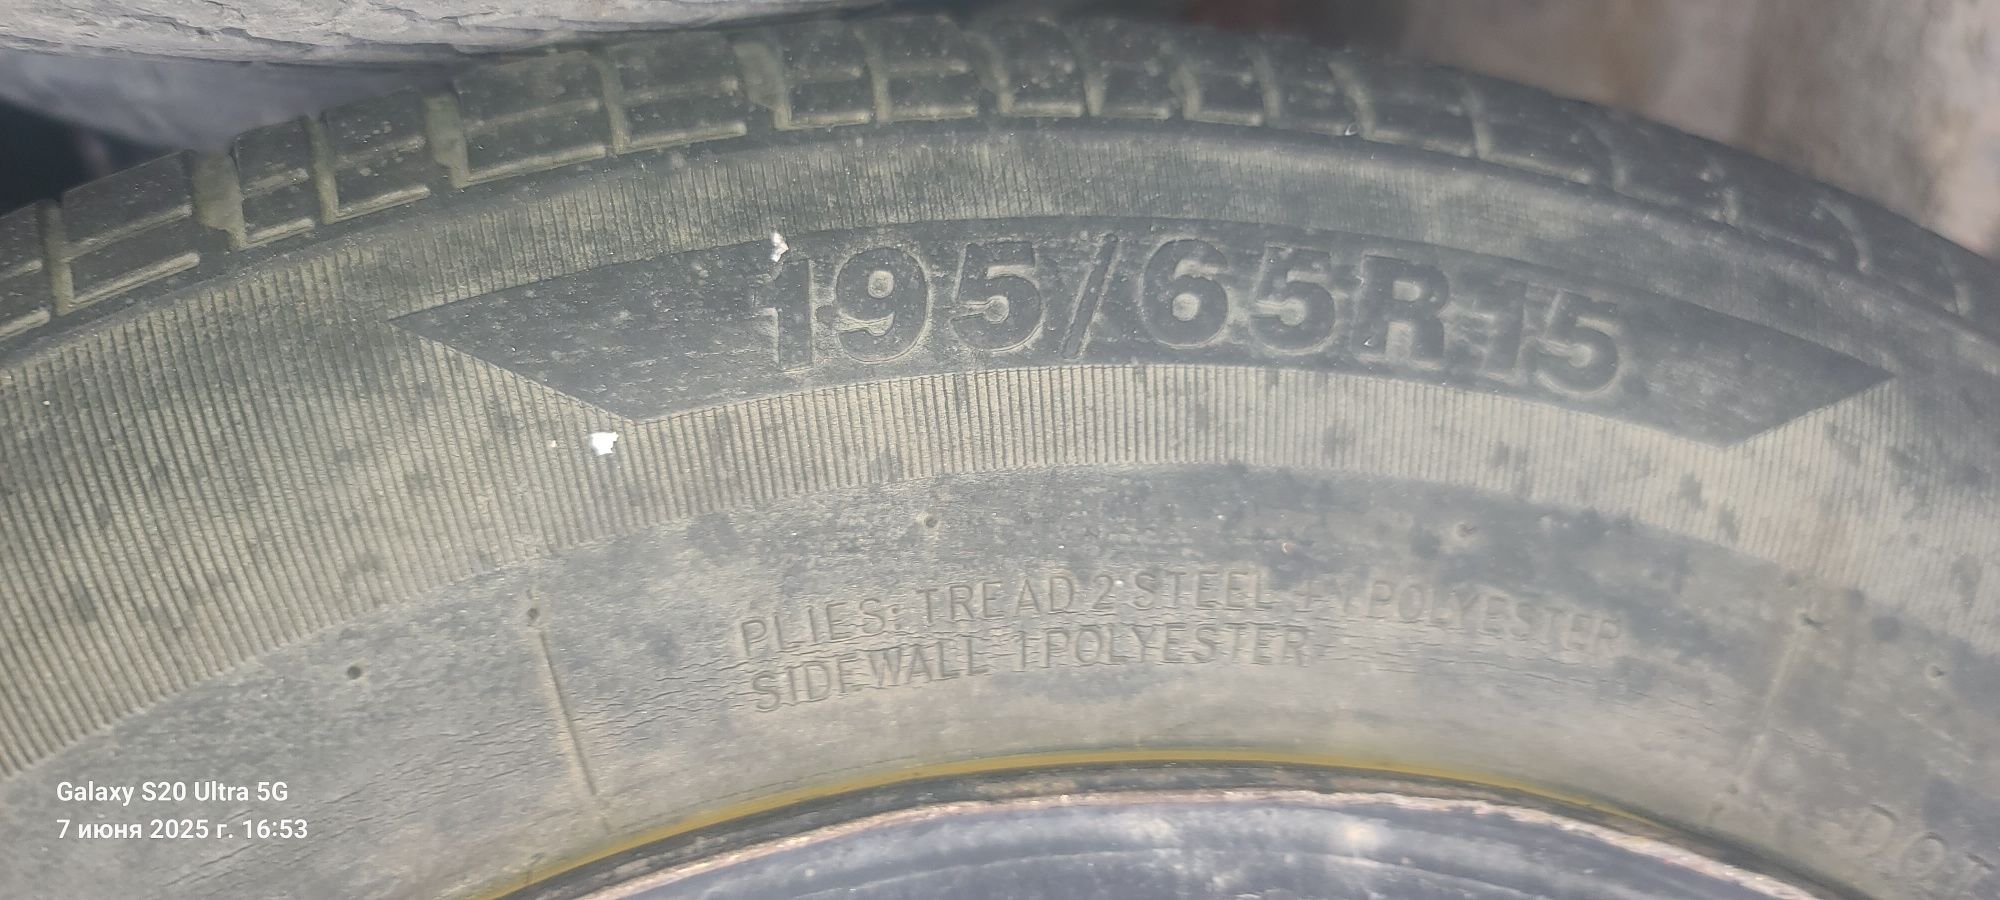 195/65R15
PLIES: TREAD 2 STEEL + 1 POLYESTER
SIDEWALL 1 POLYESTER
DOT
Galaxy S20 Ultra 5G
7 июня 2025 г. 16:53